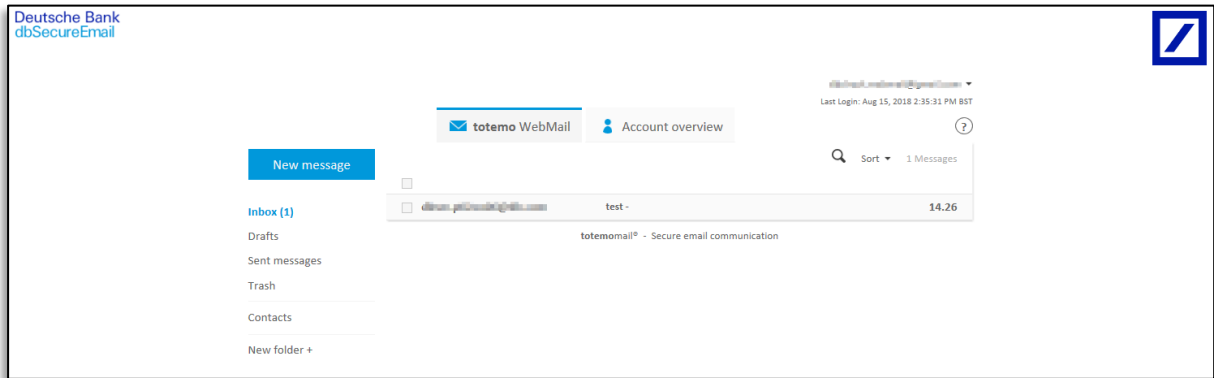 Deutsche Bank
dbSecureEmail
Last Login: Aug 15, 2018 2:35:31 PM BST
totemo WebMail
Account overview
?
New message
Sort
1 Messages
Inbox (1)
test -
14.26
Drafts
totemomail® - Secure email communication
Sent messages
Trash
Contacts
New folder +